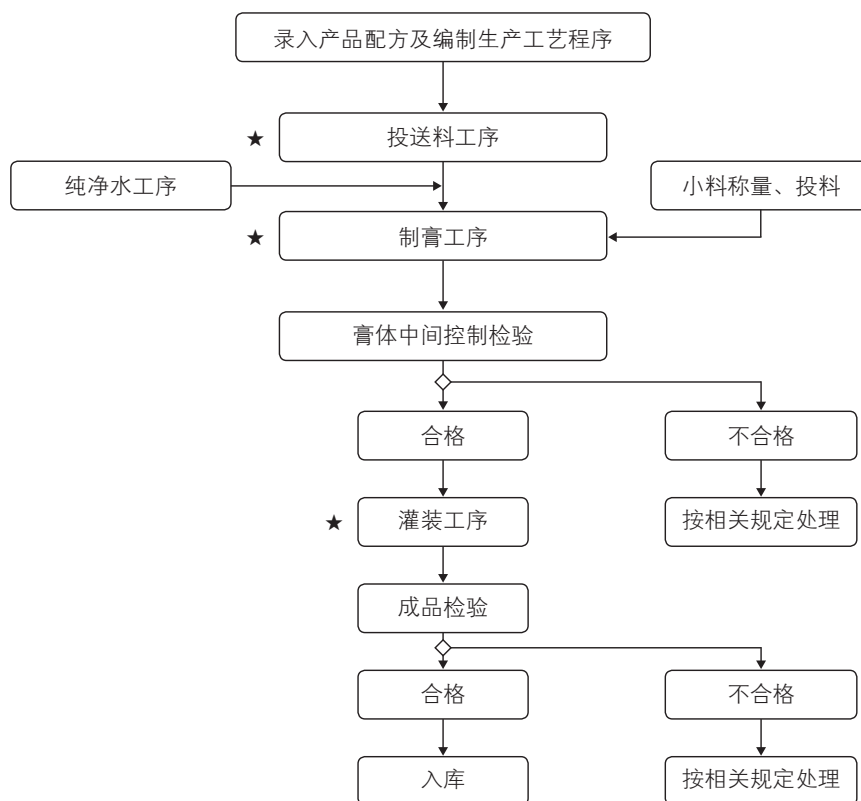 录入产品配方及编制生产工艺程序
★
投送料工序
纯净水工序
小料称量、投料
★
制膏工序
膏体中间控制检验
合格
不合格
★
灌装工序
按相关规定处理
成品检验
合格
不合格
入库
按相关规定处理